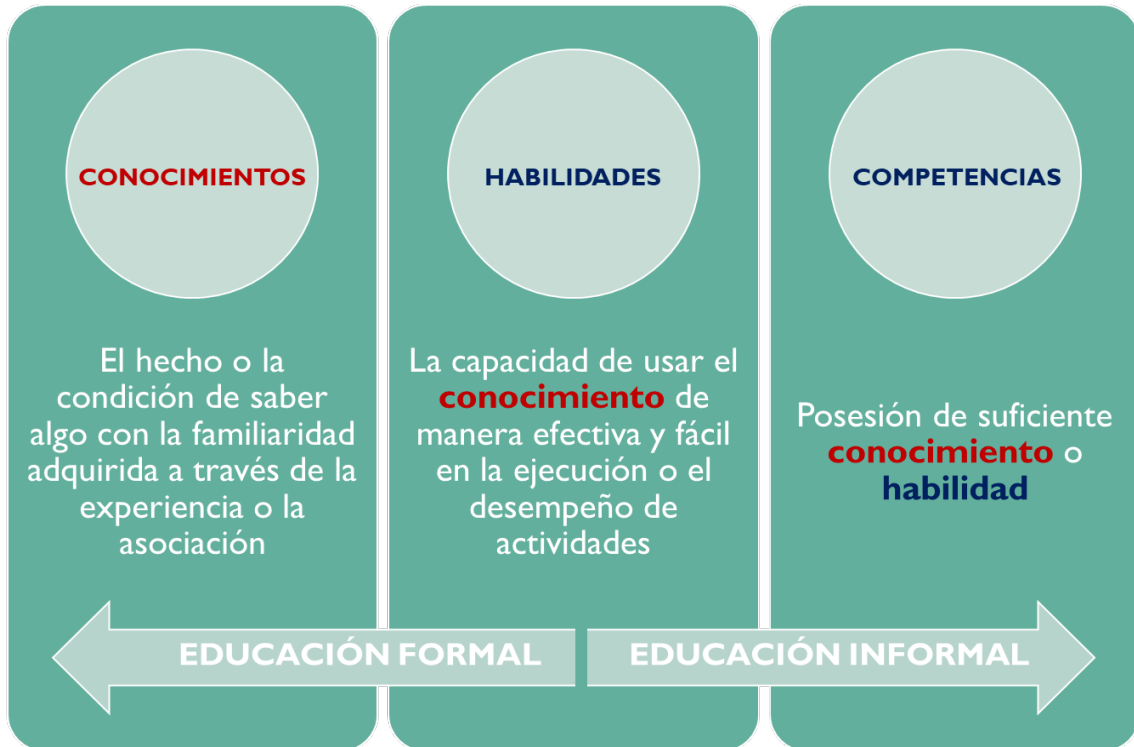 CONOCIMIENTOS
El hecho o la
condición de saber
algo con la familiaridad
adquirida a través de la
experiencia o la
asociación
HABILIDADES
La capacidad de usar el
conocimiento de
manera efectiva y fácil
en la ejecución o el
desempeño de
actividades
COMPETENCIAS
Posesión de suficiente
conocimiento o
habilidad
EDUCACIÓN FORMAL
EDUCACIÓN INFORMAL